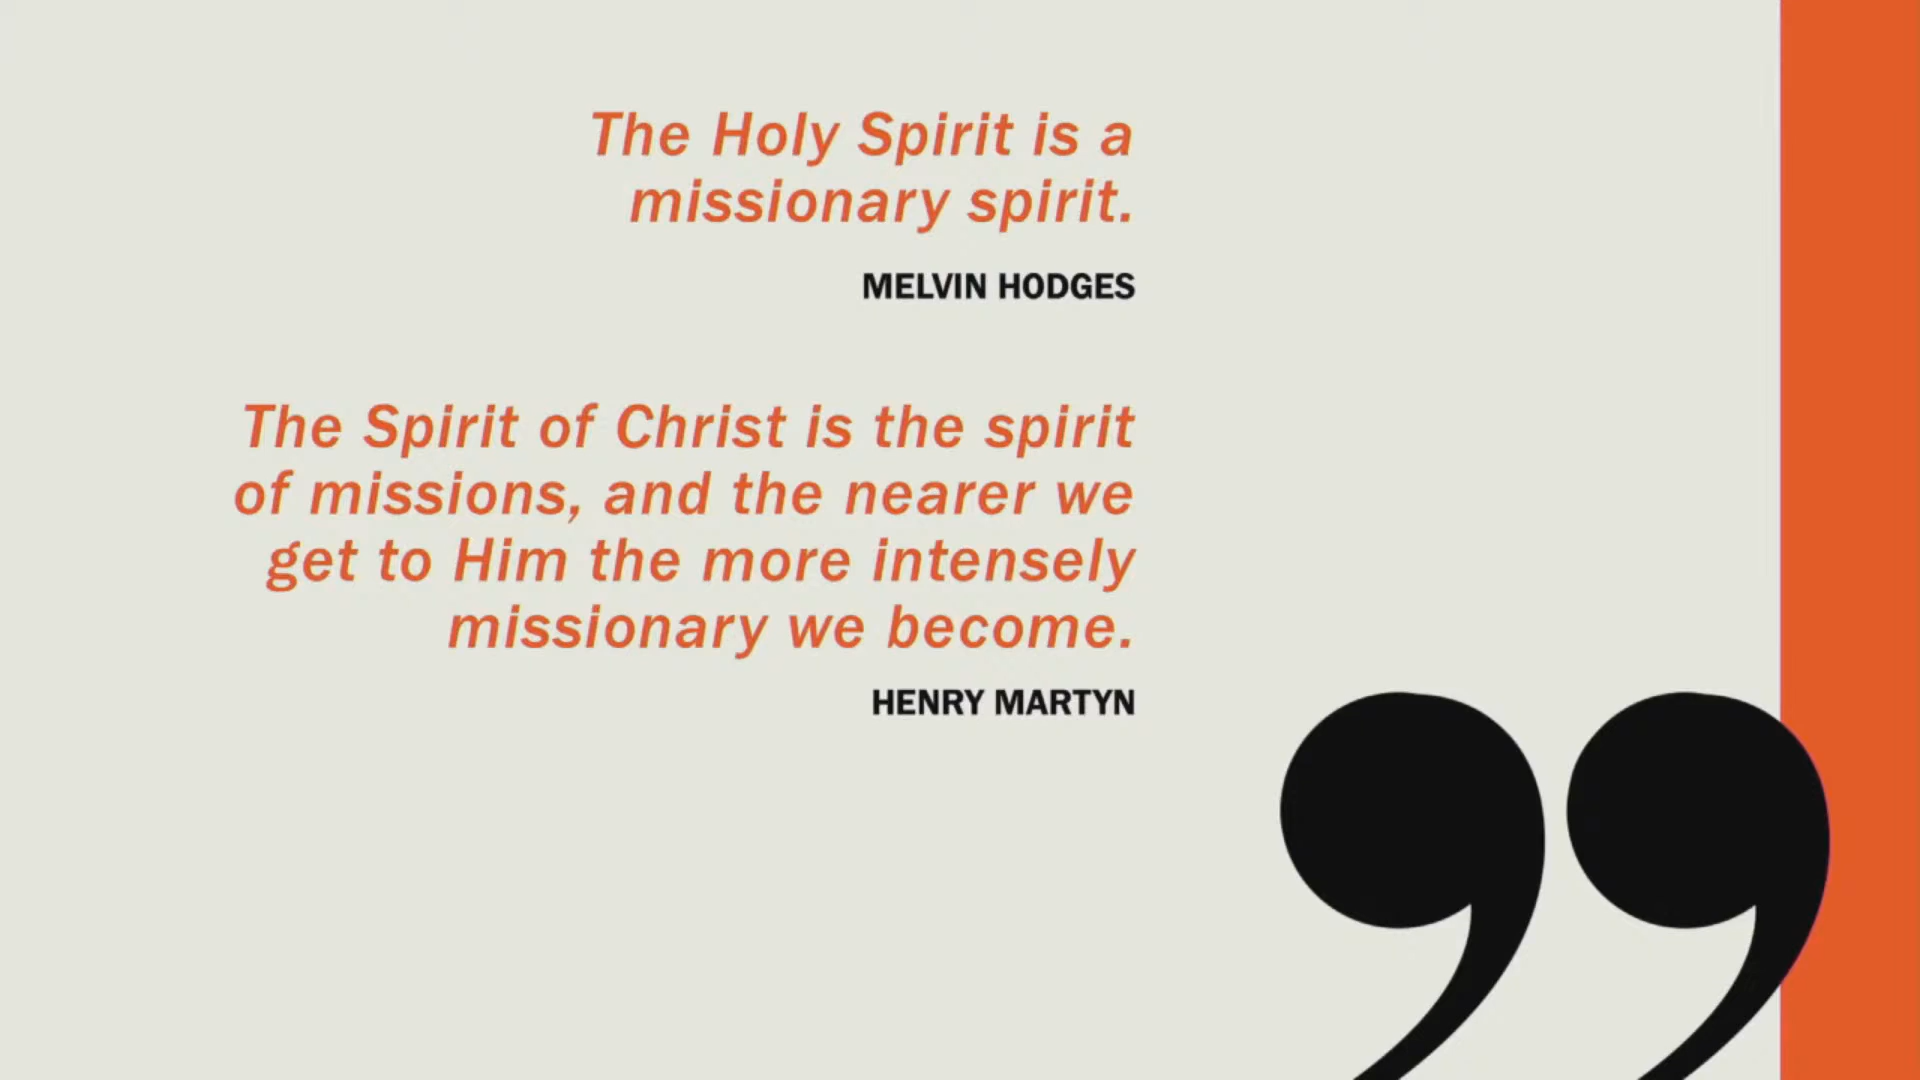 The Holy Spirit is a
missionary spirit.
MELVIN HODGES
The Spirit of Christ is the spirit
of missions, and the nearer we
get to Him the more intensely
missionary we become.
HENRY MARTYN
”